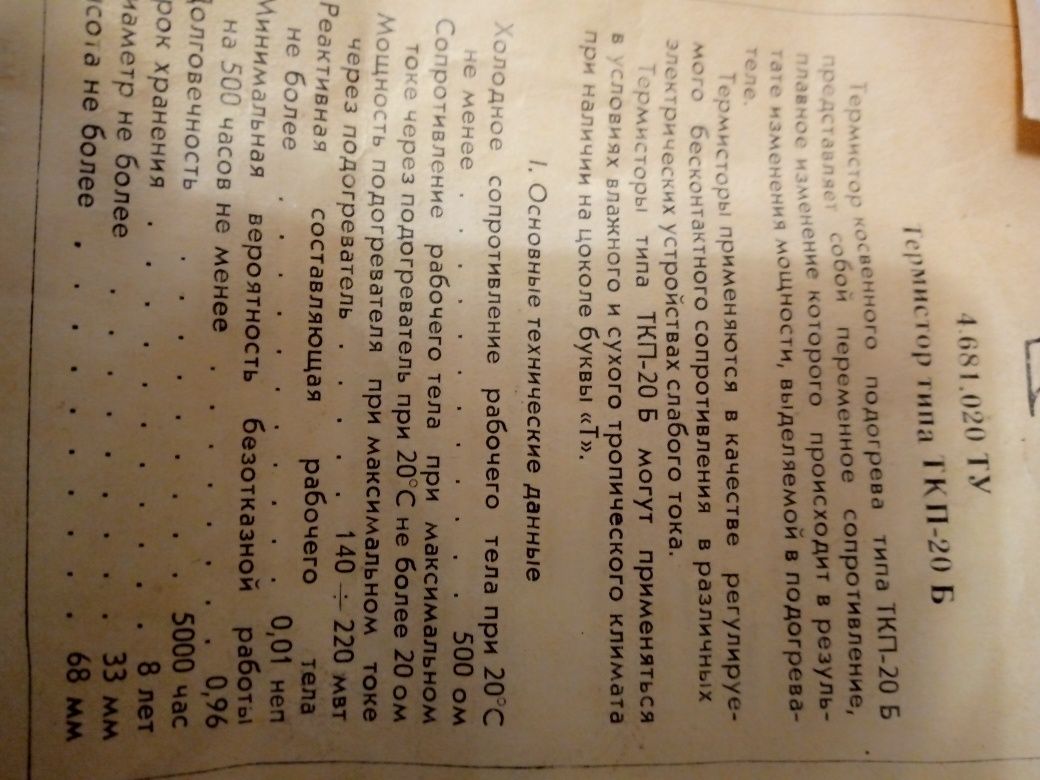 4.681.020 ТУ
Термистор типа ТКП-20 Б
Термистор косвенного подогрева типа ТКП-20 Б
представляет собой переменное сопротивление,
плавное изменение которого происходит в резуль-
тате изменения мощности, выделяемой в подогрева-
теле.
Термисторы применяются в качестве регулируе-
мого бесконтактного сопротивления в различных
электрических устройствах слабого тока.
Термисторы типа ТКП-20 Б могут применяться
в условиях влажного и сухого тропического климата
при наличии на цоколе буквы «Т».
I. Основные технические данные
Холодное сопротивление рабочего тела при 20°С
не менее . . . . . . . . 500 ом
Сопротивление рабочего тела при максимальном
токе через подогреватель при 20°С не более 20 ом
Мощность подогревателя при максимальном токе
через подогреватель . . . . . 140 ÷ 220 мвт
Реактивная составляющая рабочего тела
не более . . . . . . . . 0,01 неп
Минимальная вероятность безотказной работы
на 500 часов не менее . . . . . . 0,96
олговечность . . . . . . 5000 час
рок хранения . . . . . . . 8 лет
иаметр не более . . . . . . 33 мм
сота не более . . . . . . . . 68 мм